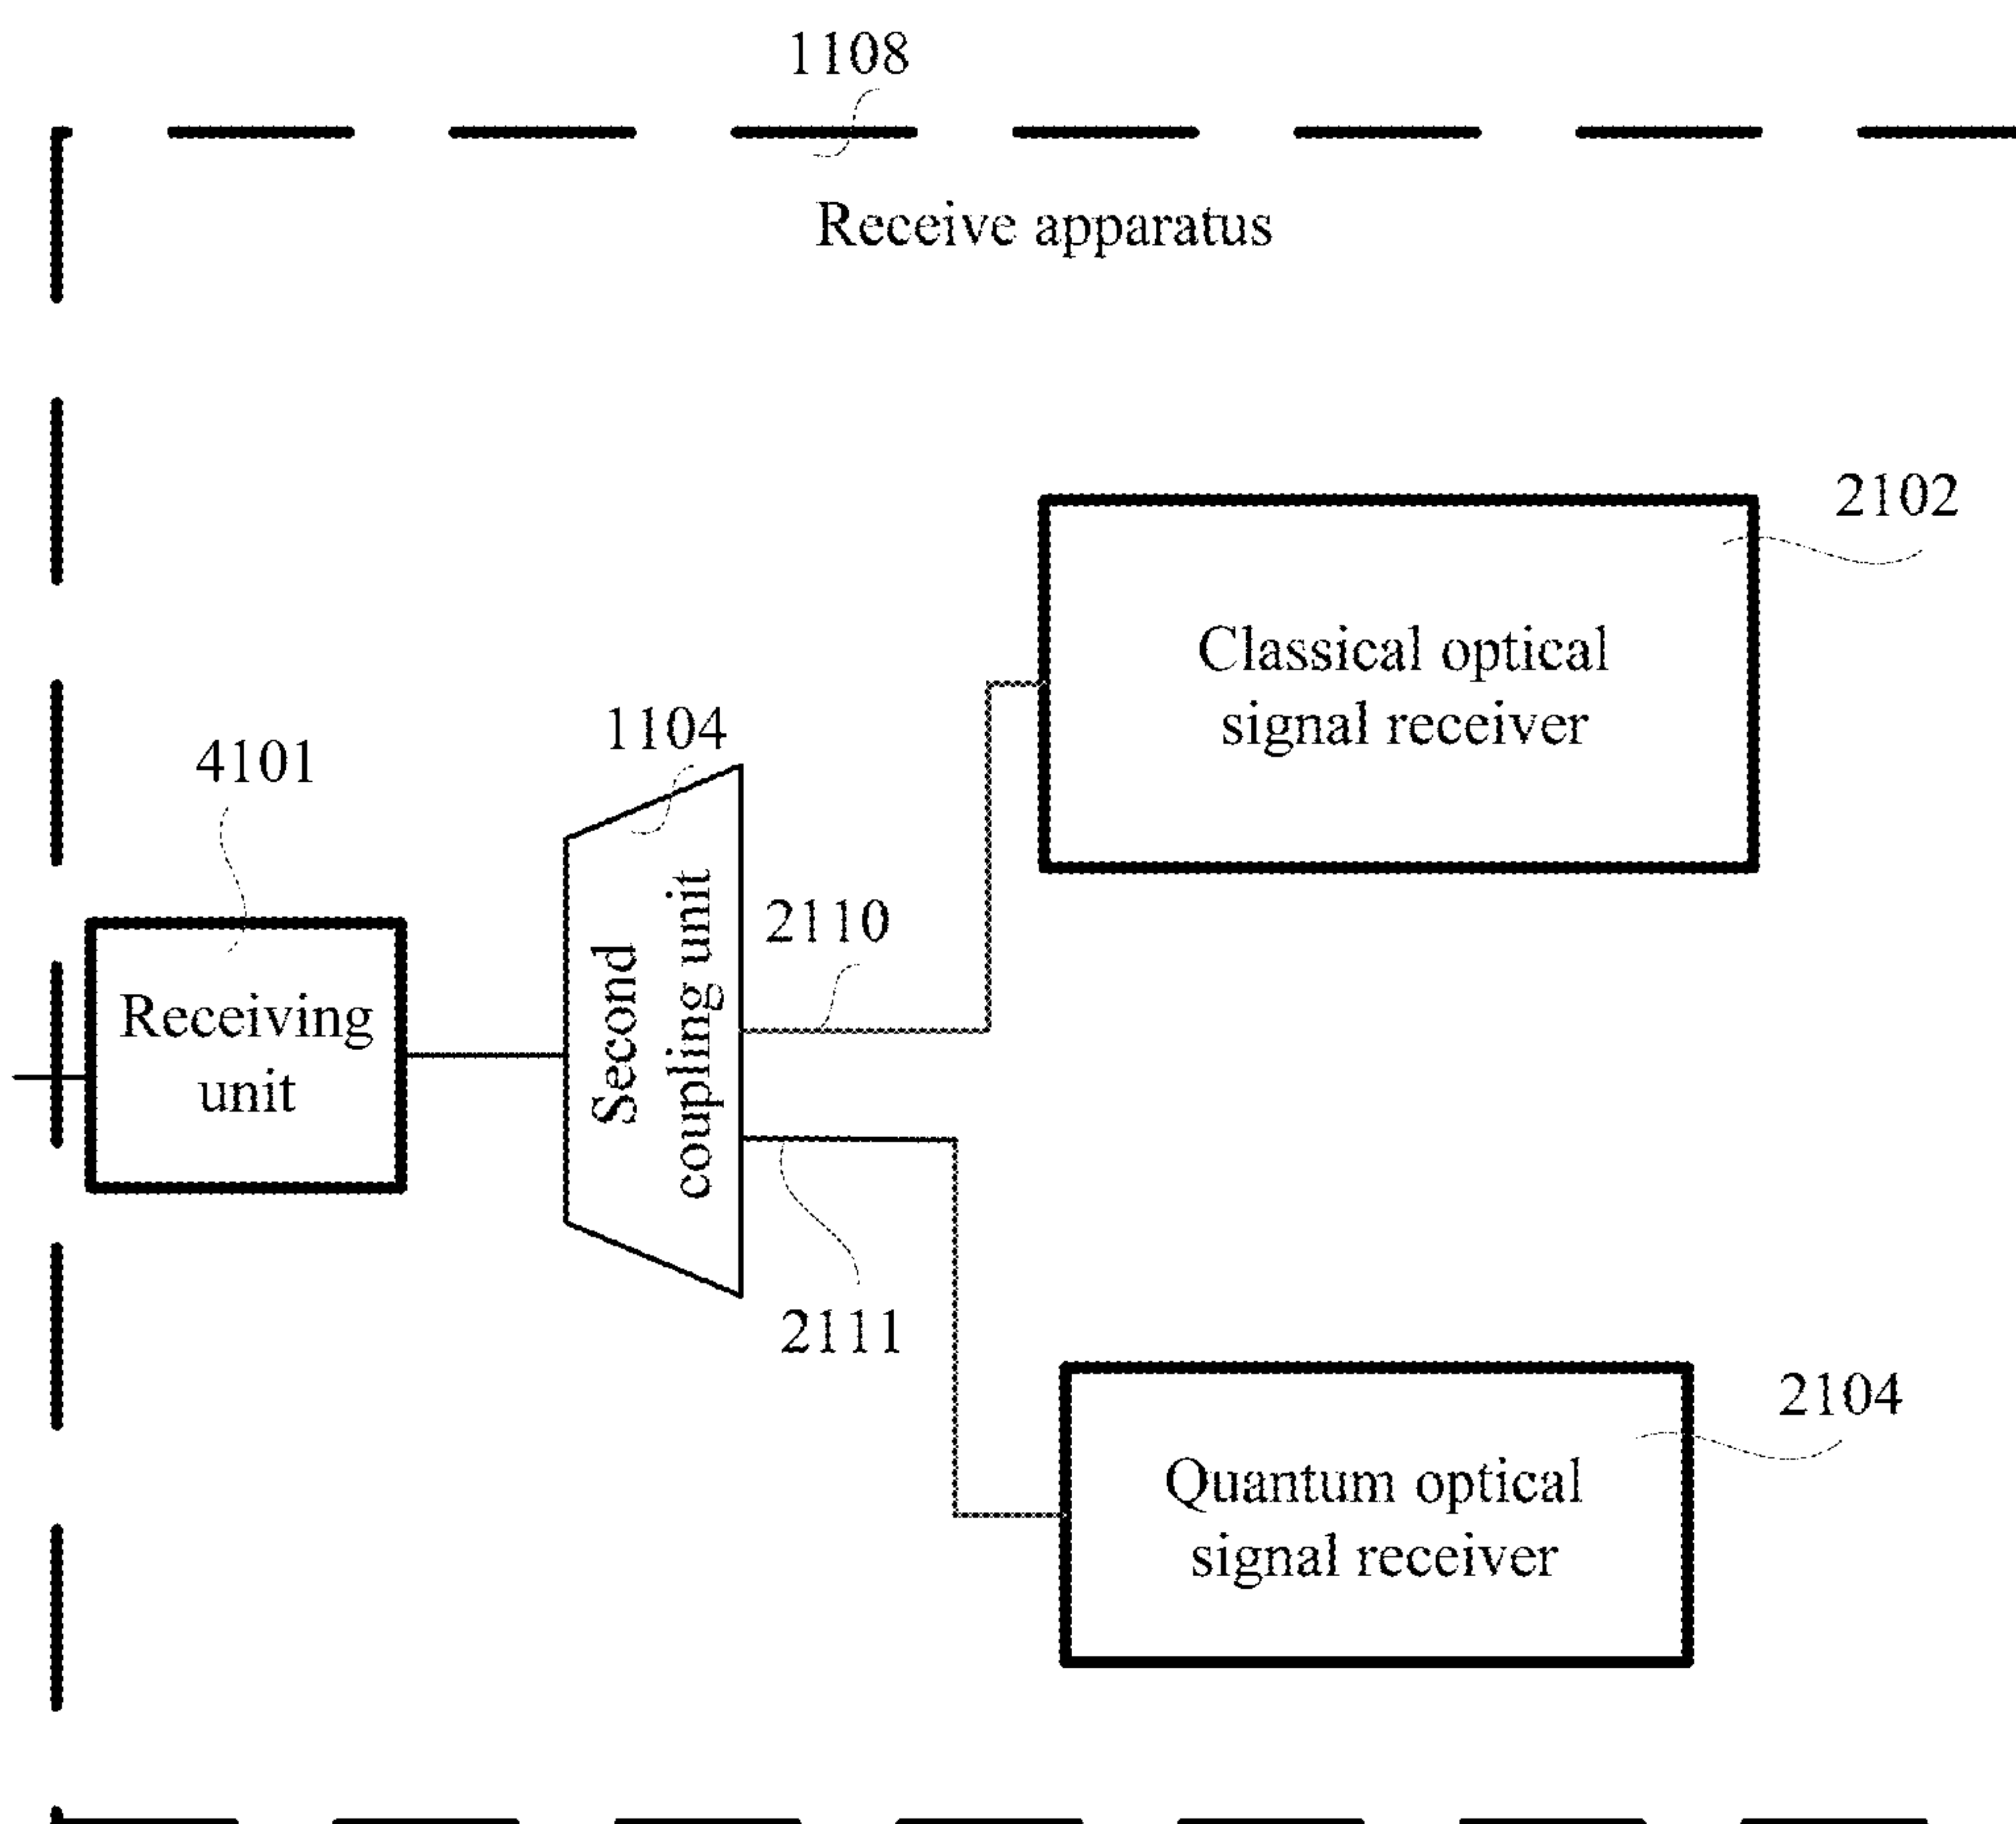 1108
Receive apparatus
2102
Classical optical
signal receiver
1104
4101
Second
coupling unit
2110
Receiving
unit
2111
2104
Quantum optical
signal receiver